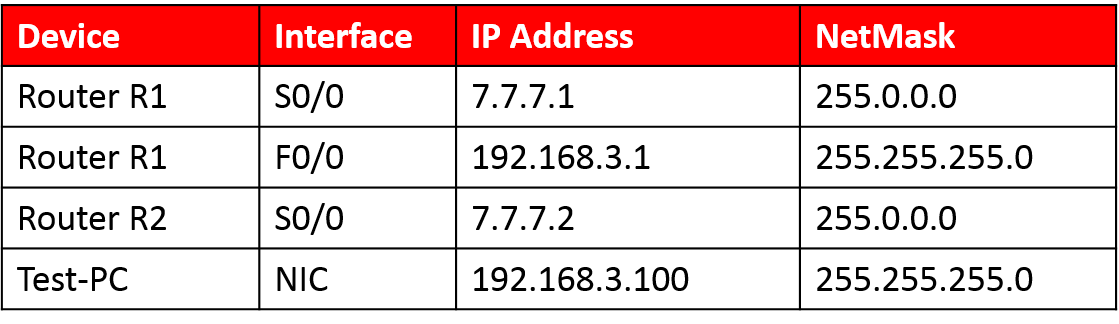 Device Interface IP Address NetMask
Router R1 S0/0 7.7.7.1 255.0.0.0
Router R1 F0/0 192.168.3.1 255.255.255.0
Router R2 S0/0 7.7.7.2 255.0.0.0
Test-PC NIC 192.168.3.100 255.255.255.0